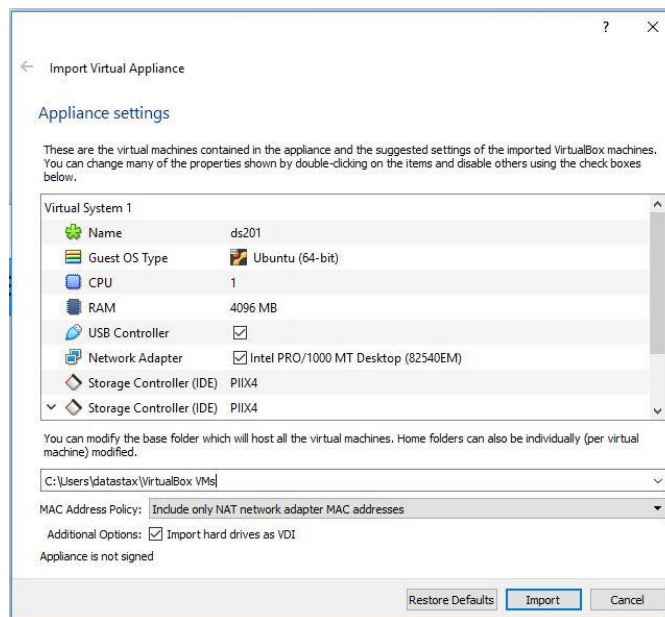 ?
Import Virtual Appliance
Appliance settings
These are the virtual machines contained in the appliance and the suggested settings of the imported VirtualBox machines.
You can change many of the properties shown by double-clicking on the items and disable others using the check boxes
below.
Virtual System 1
Name ds201
Guest OS Type Ubuntu (64-bit)
CPU 1
RAM 4096 MB
USB Controller
Network Adapter Intel PRO/1000 MT Desktop (82540EM)
Storage Controller (IDE) PIIX4
Storage Controller (IDE) PIIX4
You can modify the base folder which will host all the virtual machines. Home folders can also be individually (per virtual
machine) modified.
C:\Users\datastax\VirtualBox VMs
MAC Address Policy: Include only NAT network adapter MAC addresses
Additional Options: Import hard drives as VDI
Appliance is not signed
Restore Defaults Import Cancel